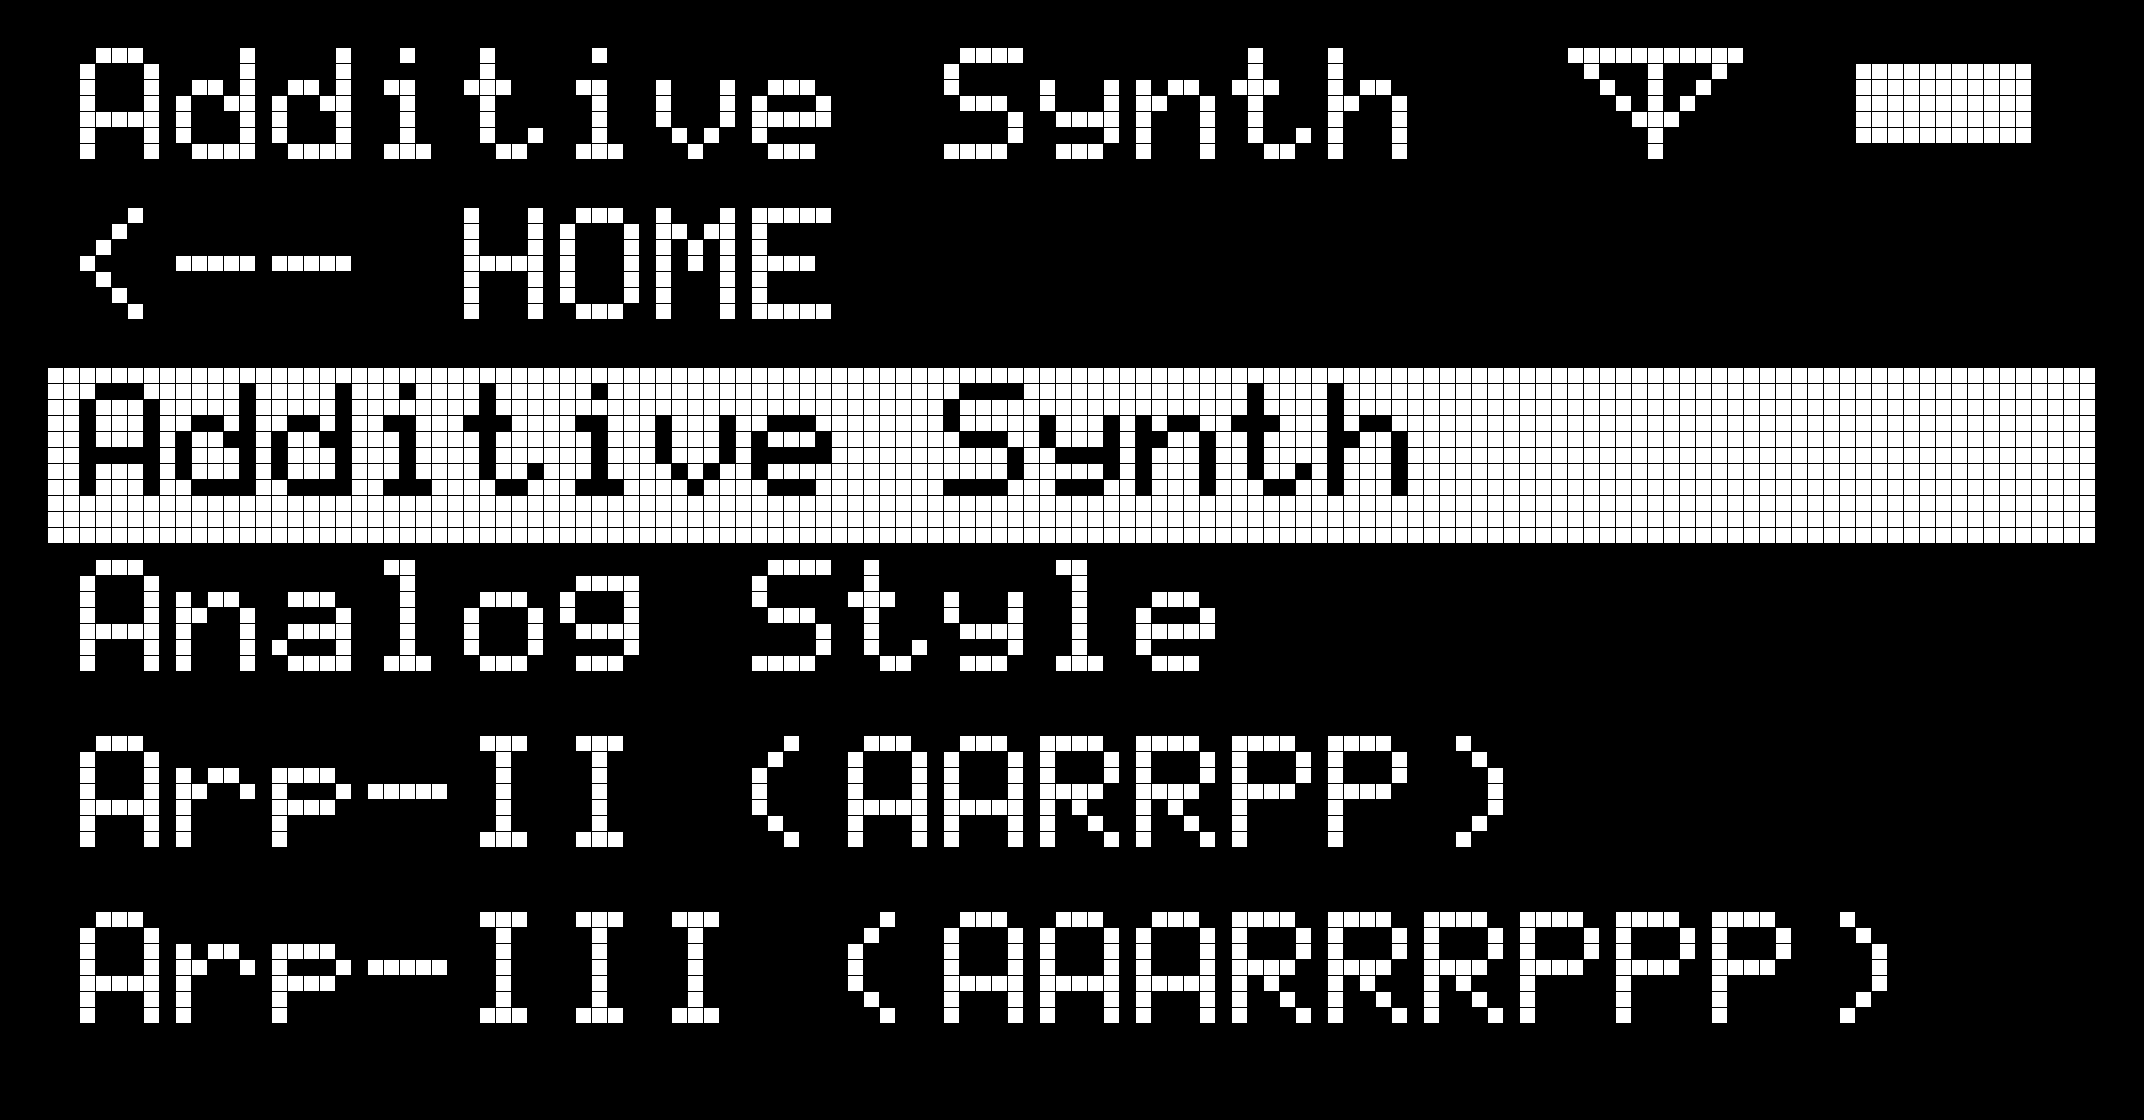 Additive Synth
<-- HOME
Additive Synth
Analog Style
Arp-II (AARRPP)
Arp-III (AAARRRPPP)